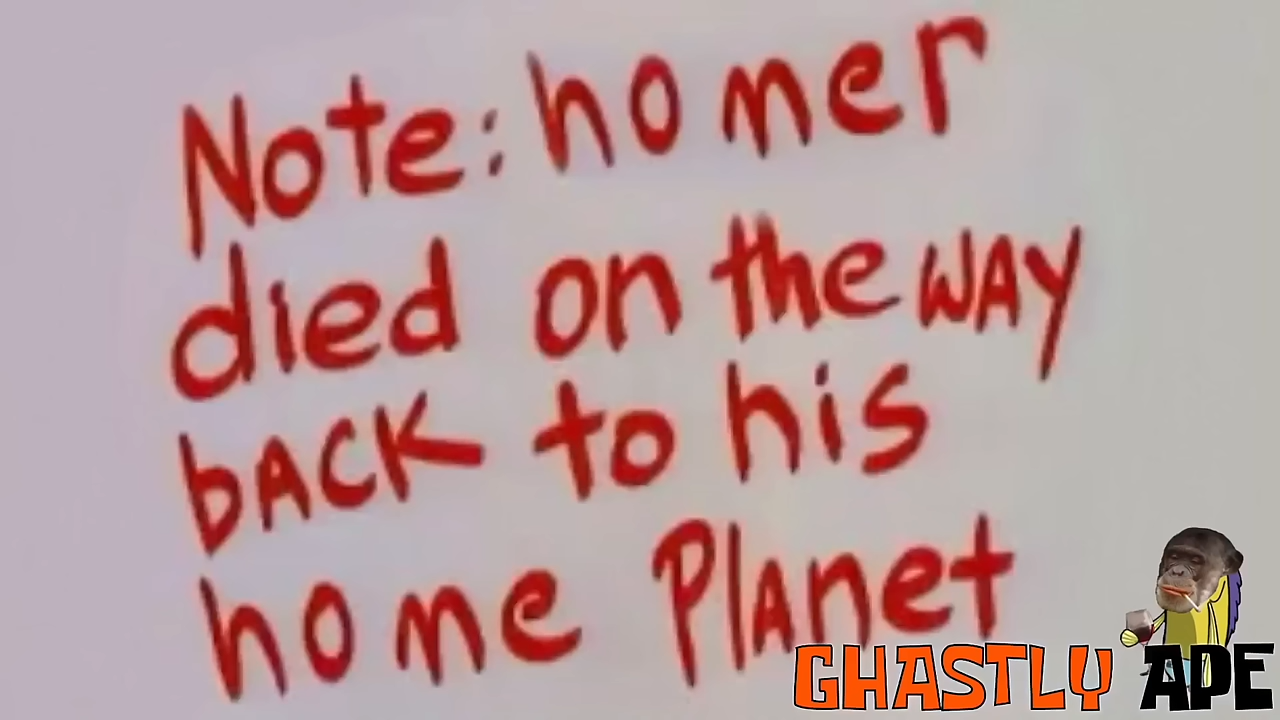 Note: homer
died on the WAY
bACK to his
home PlAnet
GHASTLY APE